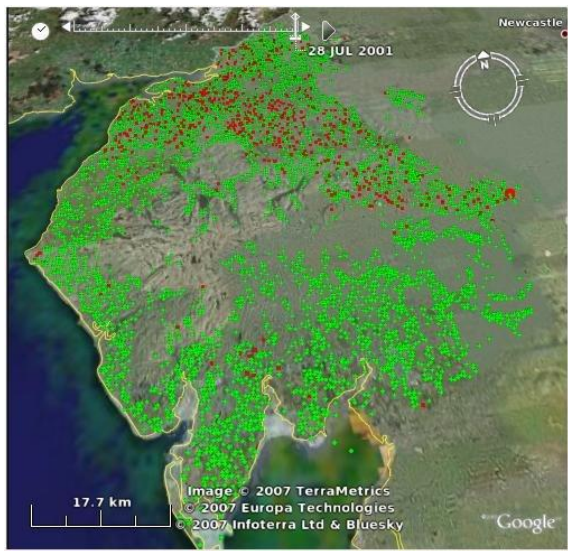 Newcastle
28 JUL 2001
N
17.7 km
Image © 2007 TerraMetrics
© 2007 Europa Technologies
© 2007 Infoterra Ltd & Bluesky
Google